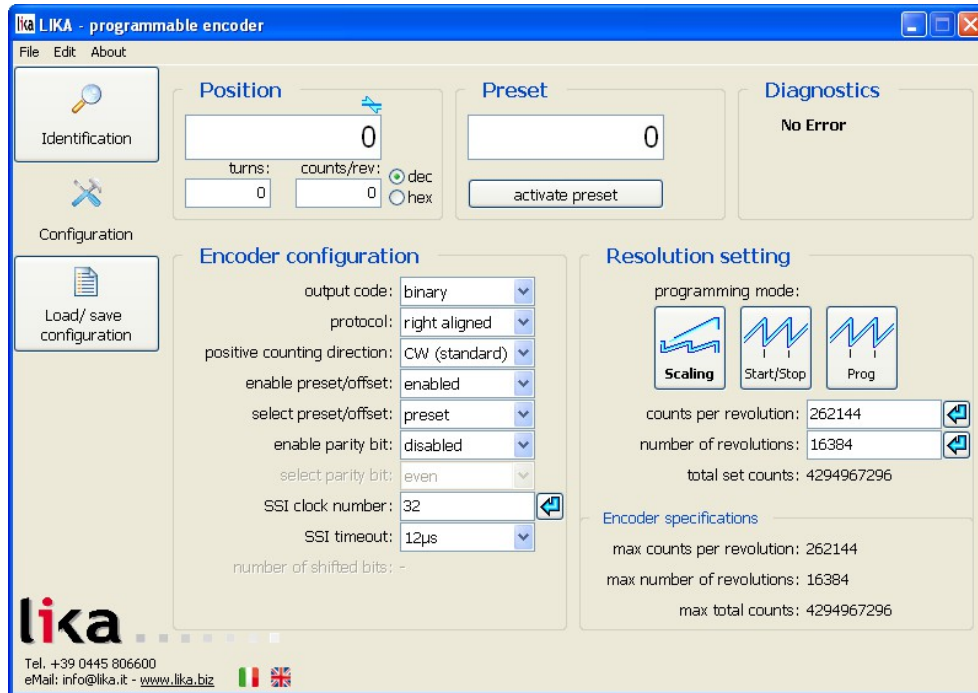 lika LIKA - programmable encoder
File Edit About
Identification
Configuration
Load/ save
configuration
Position
0
turns: counts/rev:
0 0
dec
hex
Preset
0
activate preset
Diagnostics
No Error
Encoder configuration
output code: binary
protocol: right aligned
positive counting direction: CW (standard)
enable preset/offset: enabled
select preset/offset: preset
enable parity bit: disabled
select parity bit: even
SSI clock number: 32
SSI timeout: 12µs
number of shifted bits: -
Resolution setting
programming mode:
Scaling Start/Stop Prog
counts per revolution: 262144
number of revolutions: 16384
total set counts: 4294967296
Encoder specifications
max counts per revolution: 262144
max number of revolutions: 16384
max total counts: 4294967296
lika
Tel. +39 0445 806600
eMail: info@lika.it - www.lika.biz